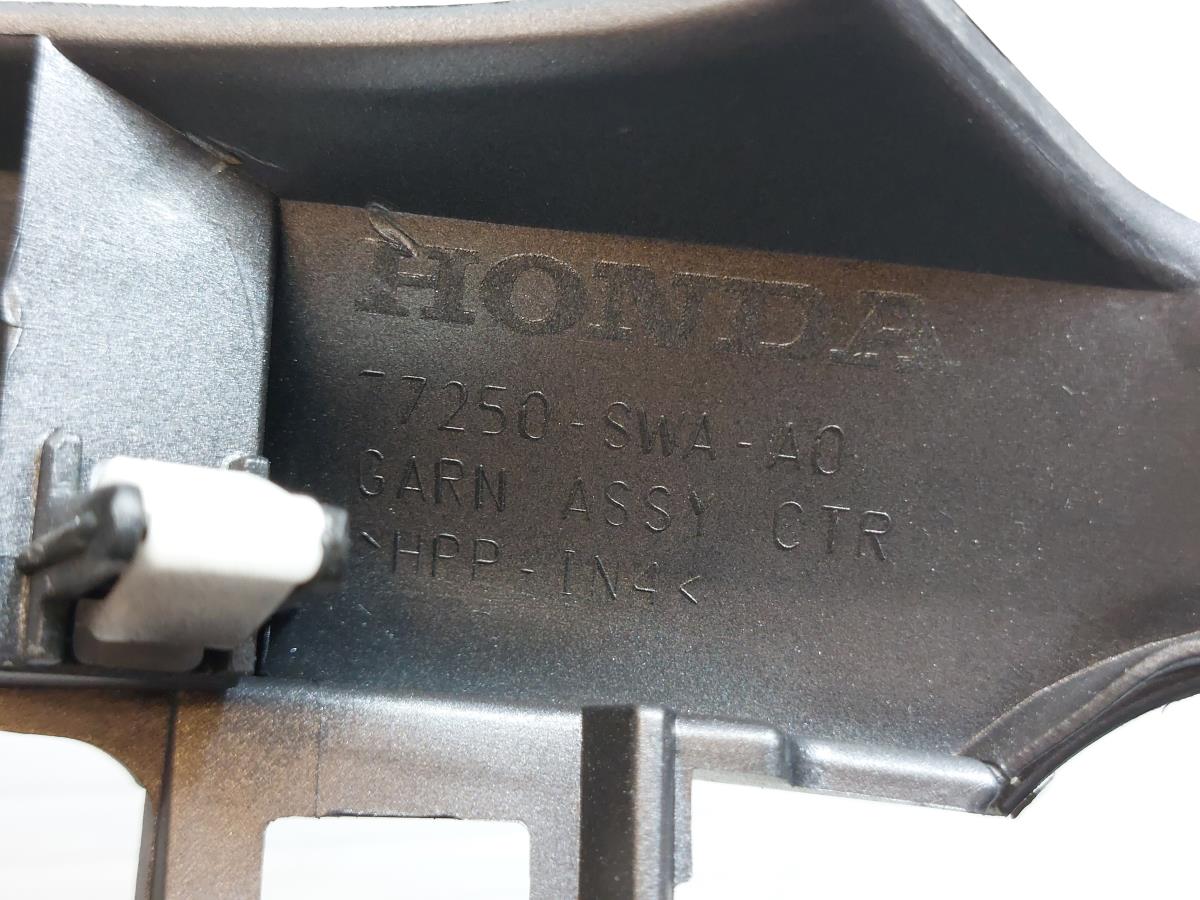 HONDA
77250-SWA-A0
GARN ASSY CTR
>HPP-IN4<